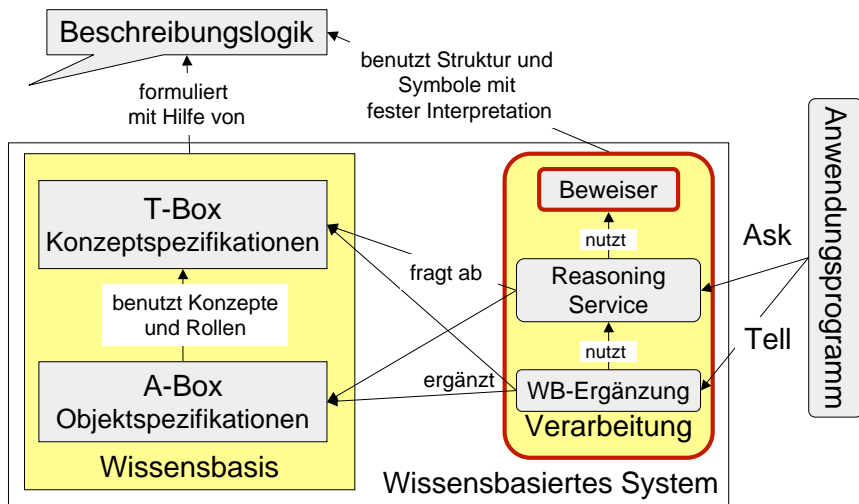 Beschreibungslogik
benutzt Struktur und
Symbole mit
fester Interpretation
formuliert
mit Hilfe von
T-Box
Konzeptspezifikationen
benutzt Konzepte
und Rollen
A-Box
Objektspezifikationen
Wissensbasis
fragt ab
ergänzt
Beweiser
nutzt
Reasoning
Service
nutzt
WB-Ergänzung
Verarbeitung
Wissensbasiertes System
Ask
Tell
Anwendungsprogramm